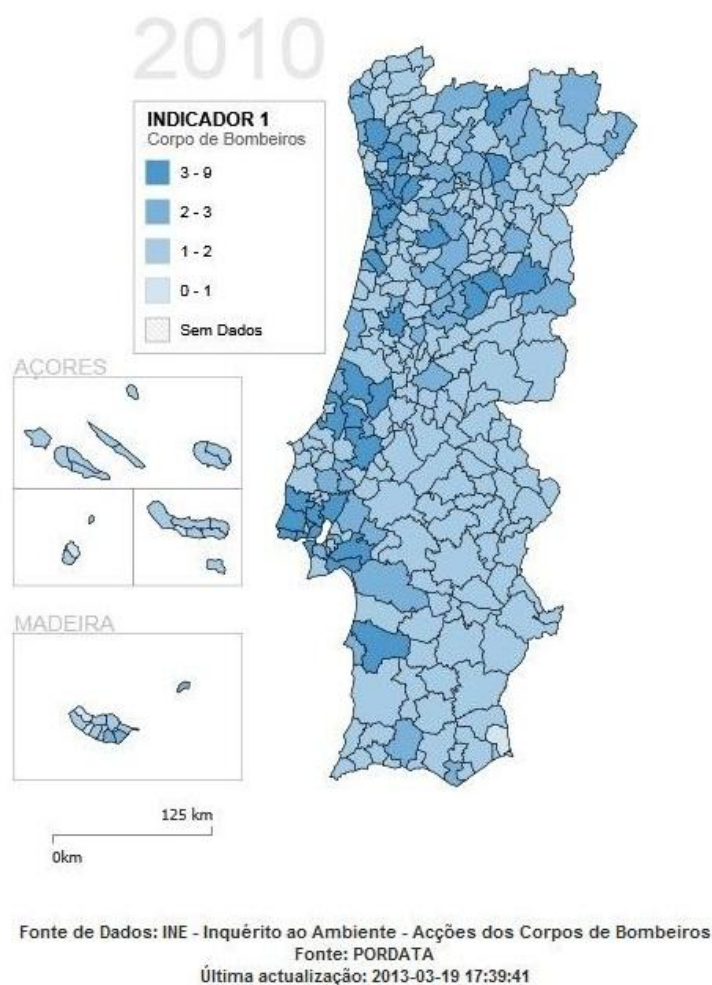 2010
INDICADOR 1
Corpo de Bombeiros
3 - 9
2 - 3
1 - 2
0 - 1
Sem Dados
AÇORES
MADEIRA
125 km
0km
Fonte de Dados: INE - Inquérito ao Ambiente - Acções dos Corpos de Bombeiros
Fonte: PORDATA
Última actualização: 2013-03-19 17:39:41